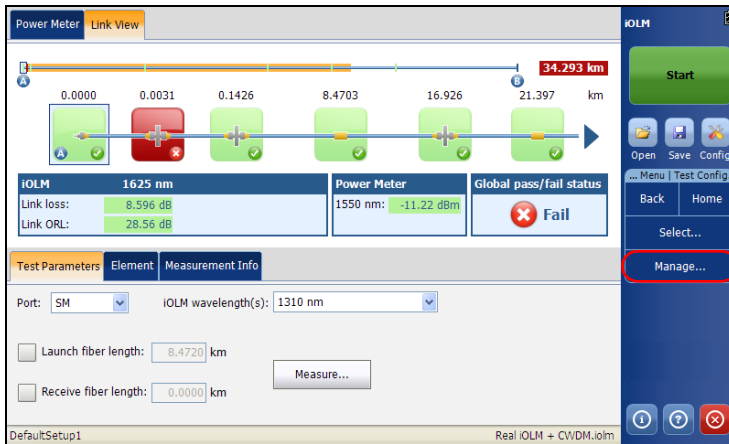 Power Meter Link View
34.293 km
A B
0.0000 0.0031 0.1426 8.4703 16.926 21.397 km
A
iOLM 1625 nm
Link loss: 8.596 dB
Link ORL: 28.56 dB
Power Meter
1550 nm: -11.22 dBm
Global pass/fail status
Fail
Test Parameters Element Measurement Info
Port: SM iOLM wavelength(s): 1310 nm
Launch fiber length: 8.4720 km
Receive fiber length: 0.0000 km
Measure...
DefaultSetup1 Real iOLM + CWDM.iolm
iOLM
Start
Open Save Config
... Menu | Test Config
Back Home
Select...
Manage...